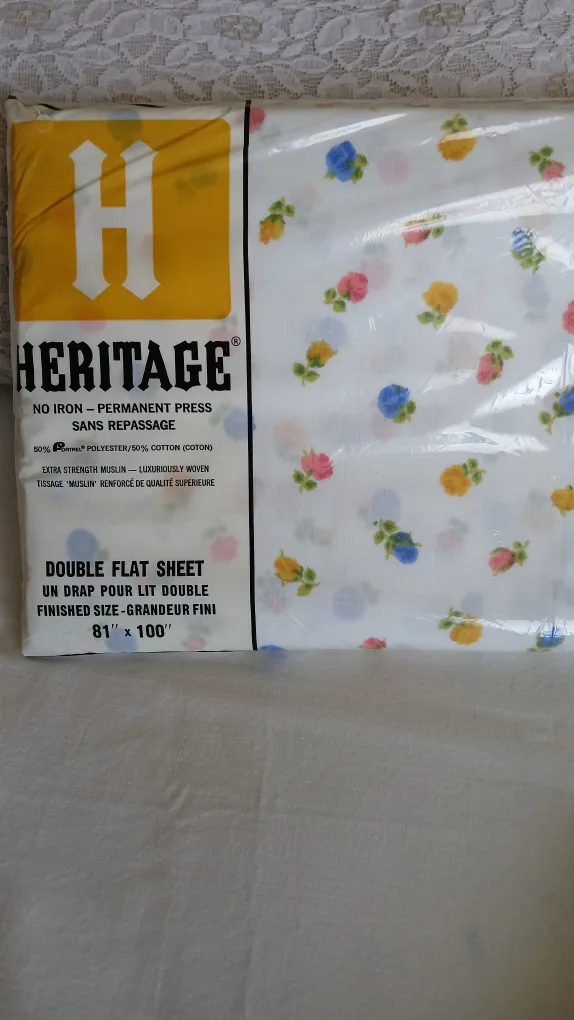 H
HERITAGE®
NO IRON – PERMANENT PRESS
SANS REPASSAGE
50% FORTREL® POLYESTER/50% COTTON (COTON)
EXTRA STRENGTH MUSLIN — LUXURIOUSLY WOVEN
TISSAGE 'MUSLIN' RENFORCÉ DE QUALITÉ SUPERIEURE
DOUBLE FLAT SHEET
UN DRAP POUR LIT DOUBLE
FINISHED SIZE-GRANDEUR FINI
81" x 100"